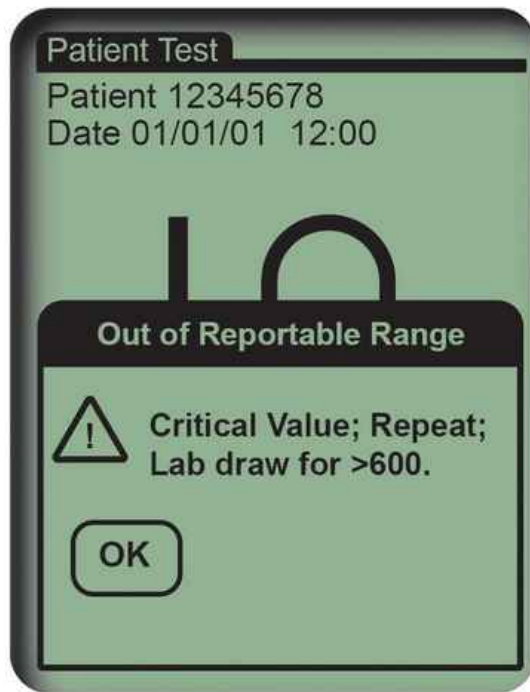 Patient Test
Patient 12345678
Date 01/01/01 12:00
Out of Reportable Range
Critical Value; Repeat;
Lab draw for >600.
OK